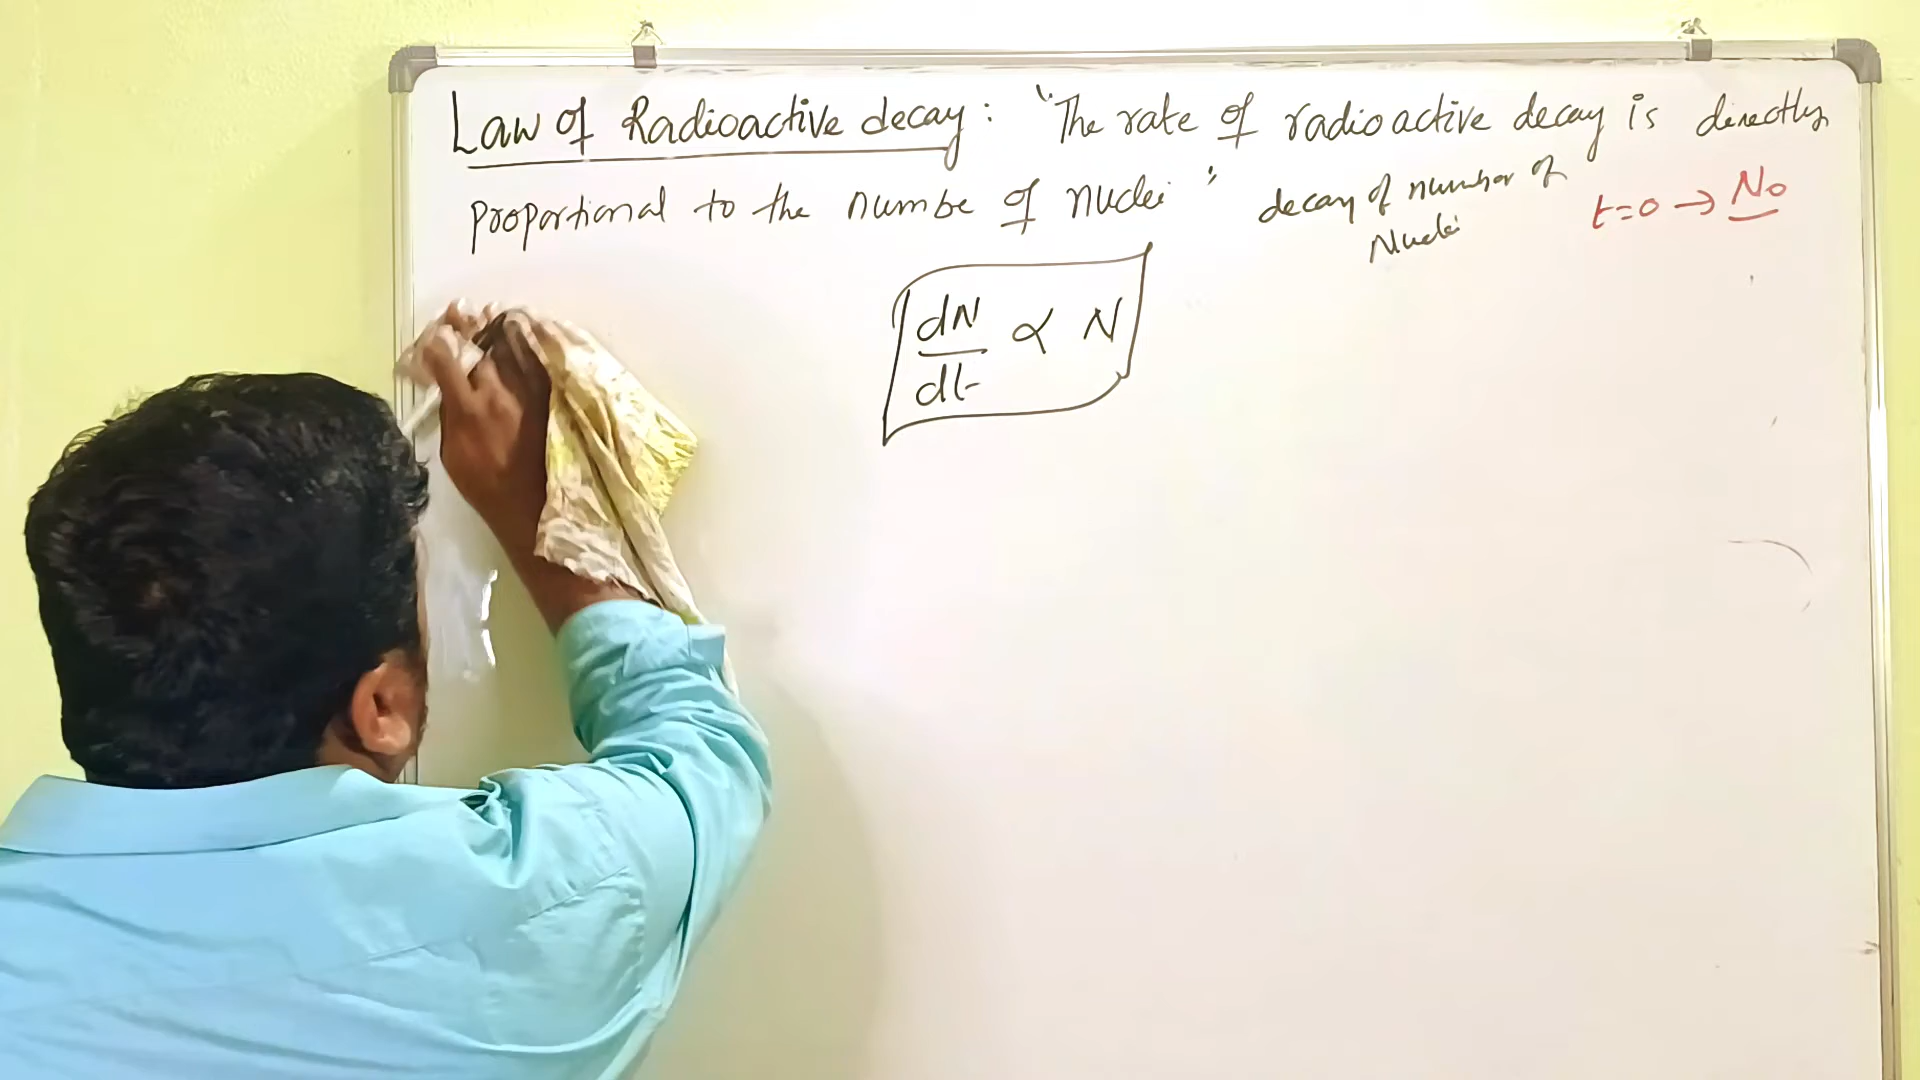 Law of Radioactive decay : "The rate of radioactive decay is directly
proportional to the numbe of nuclei"
decay of number of
Nuclei
t=0 → N₀
dN/dt ∝ N